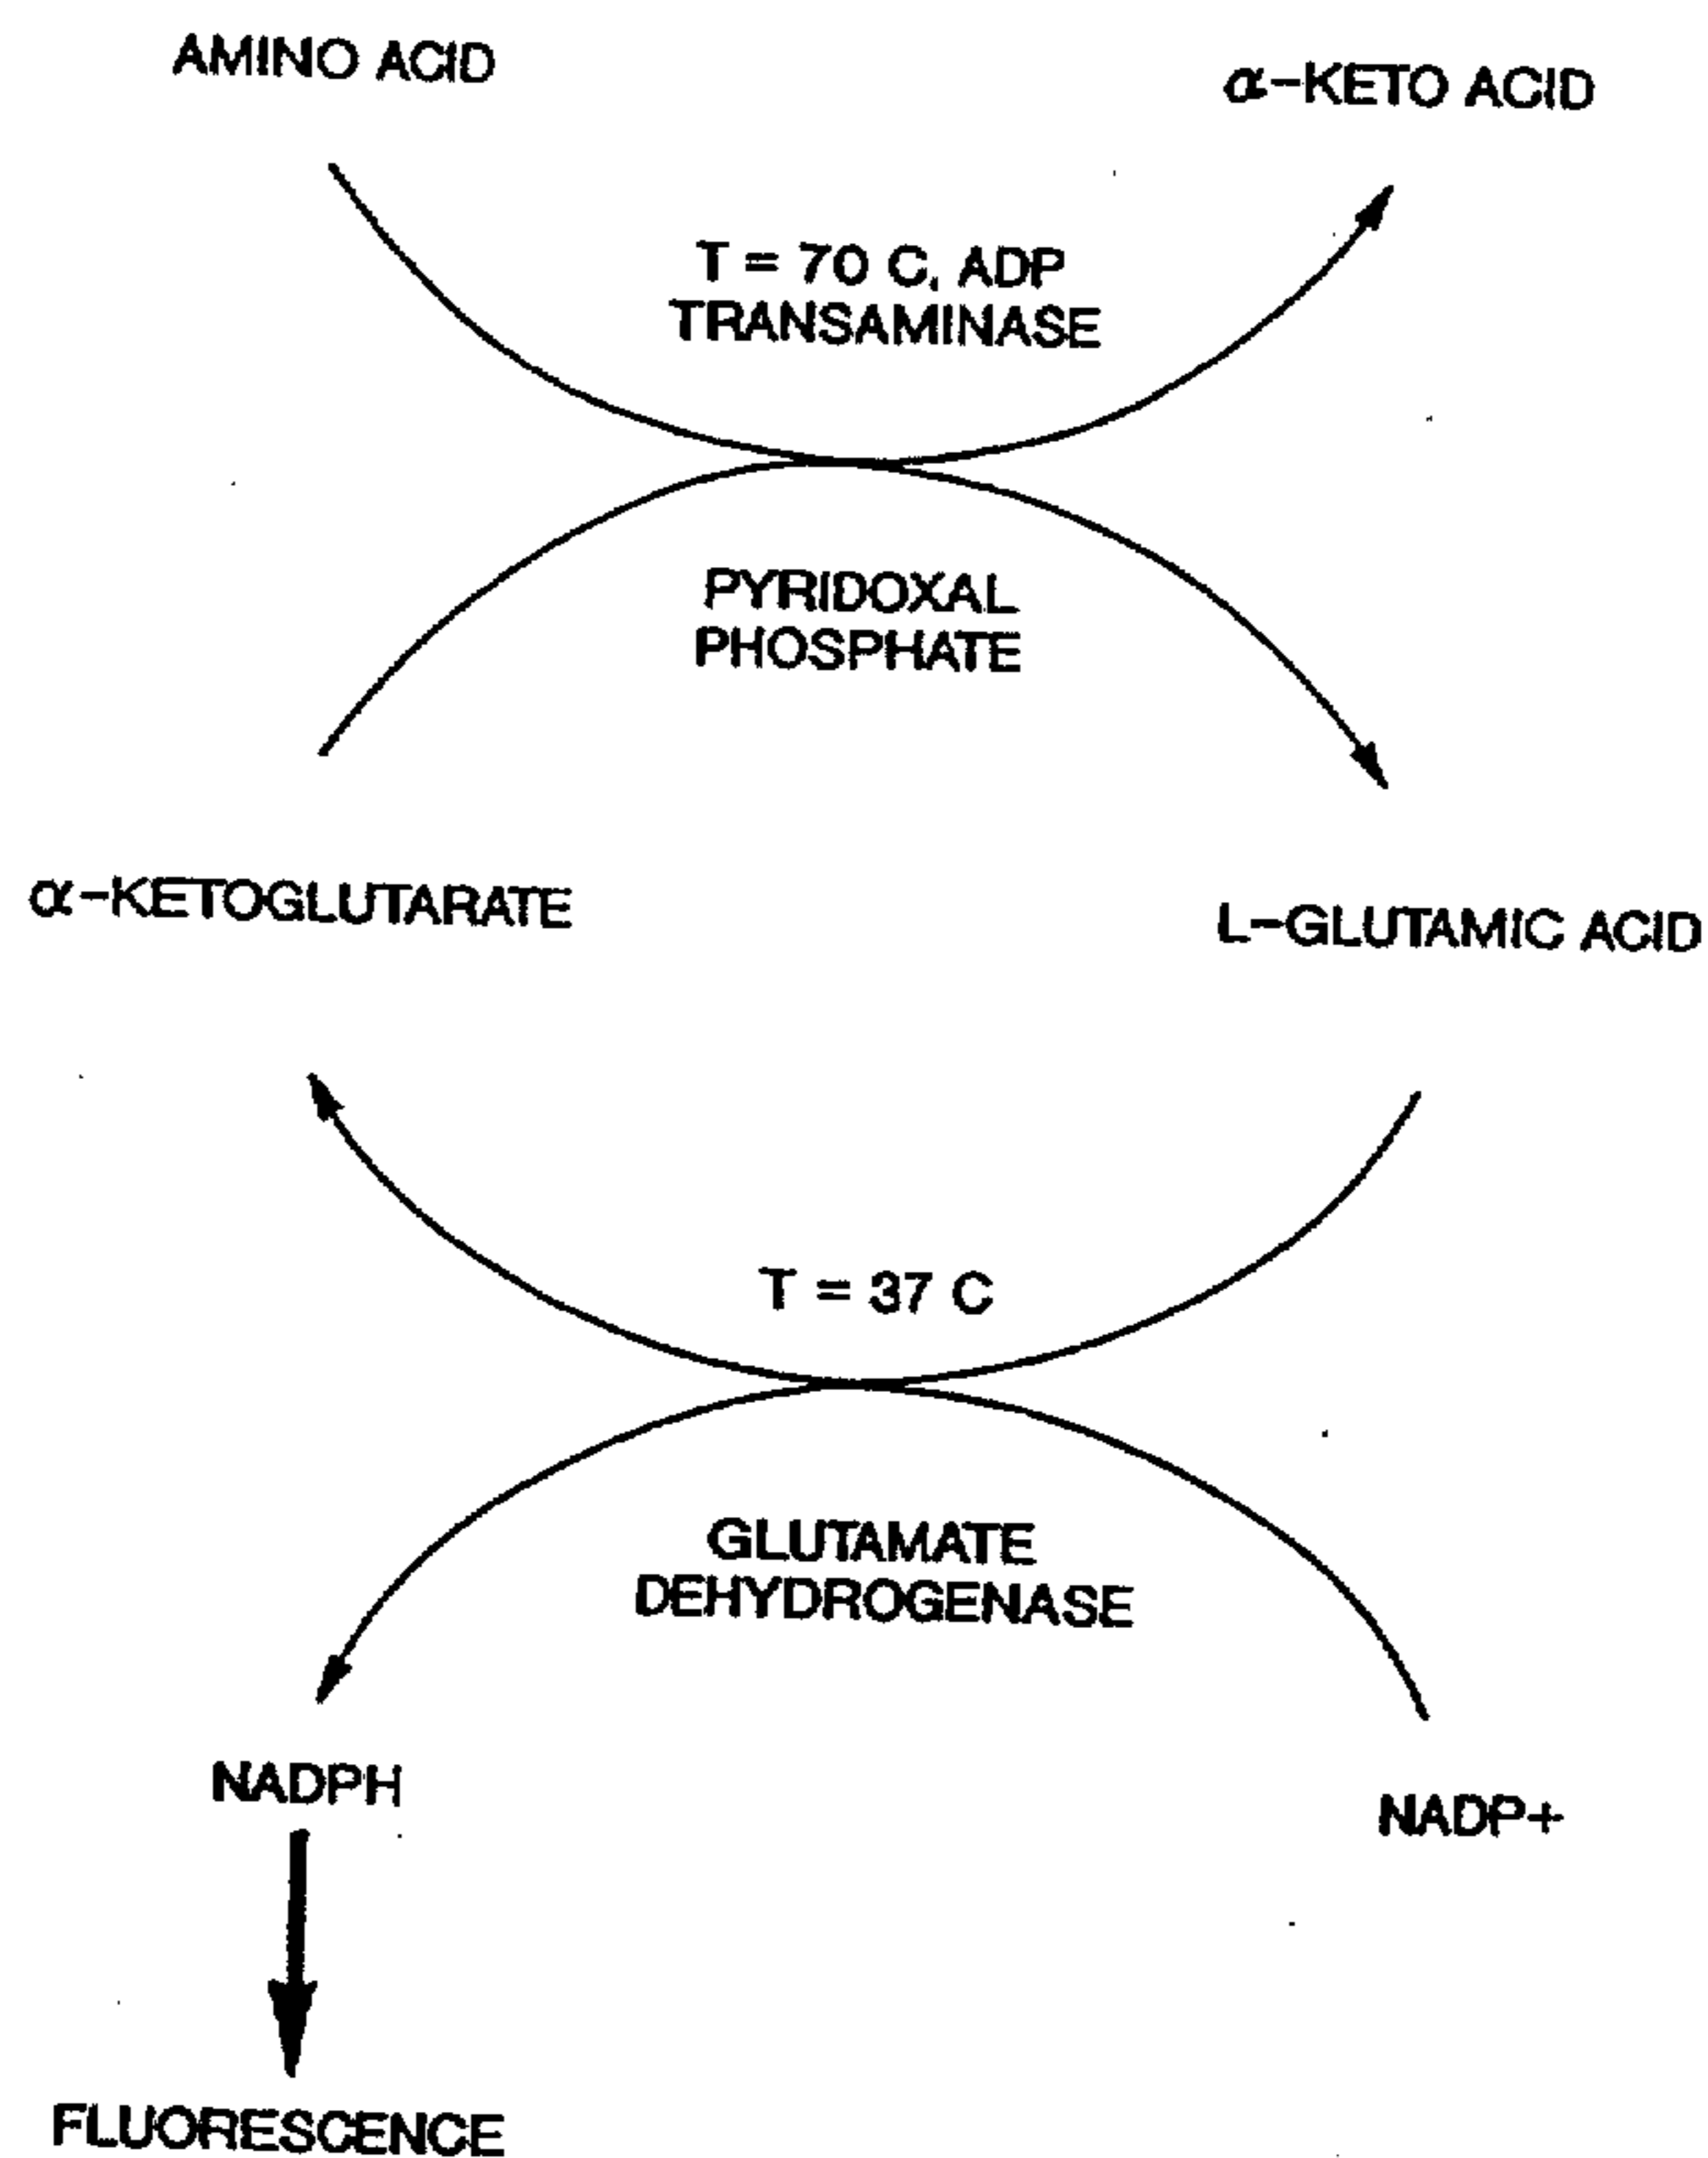 AMINO ACID
α-KETO ACID
T = 70 C, ADP
TRANSAMINASE
PYRIDOXAL
PHOSPHATE
α-KETOGLUTARATE
L-GLUTAMIC ACID
T = 37 C
GLUTAMATE
DEHYDROGENASE
NADPH
NADP+
FLUORESCENCE